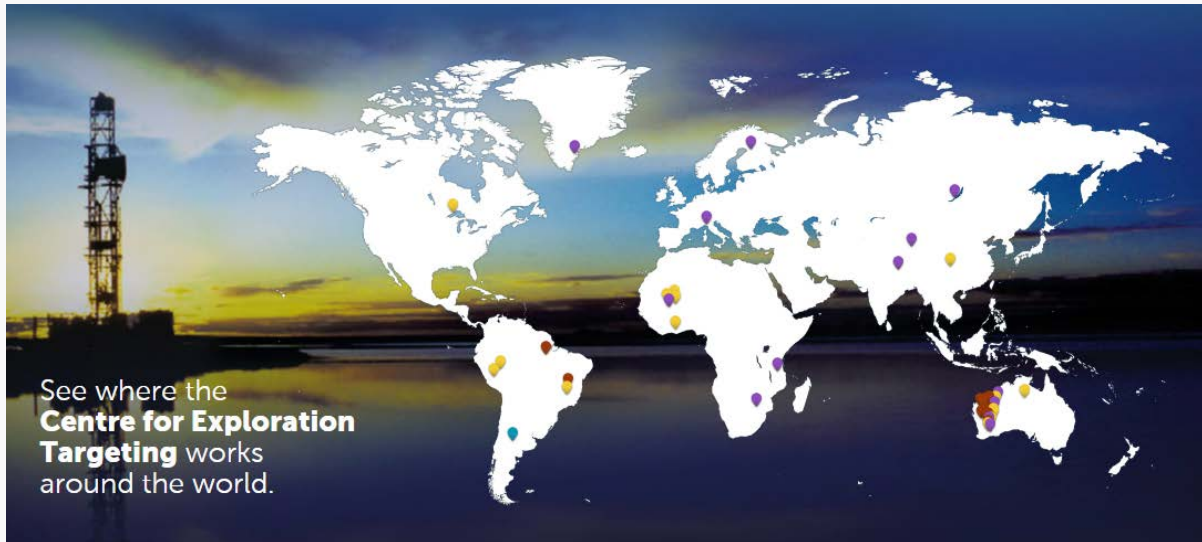 See where the
Centre for Exploration
Targeting works
around the world.